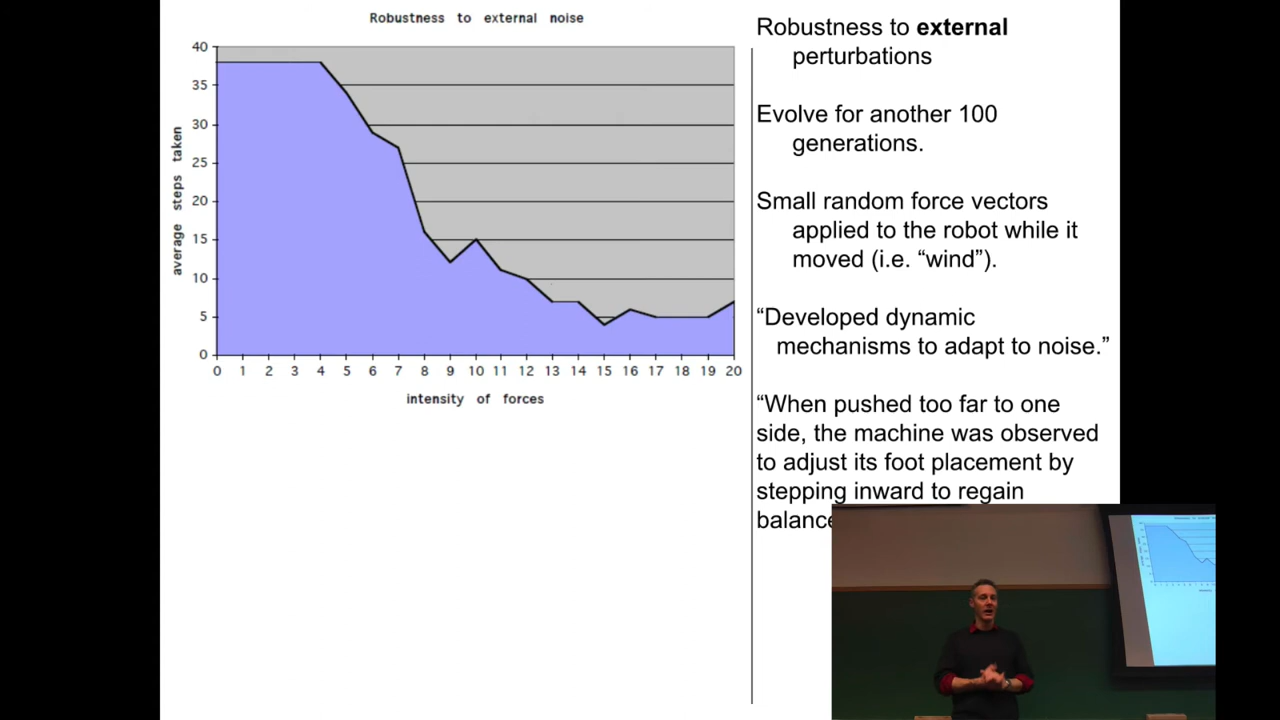 Robustness to external noise
40
35
30
25
20
15
10
5
0
average steps taken
0 1 2 3 4 5 6 7 8 9 10 11 12 13 14 15 16 17 18 19 20
intensity of forces
Robustness to external
perturbations
Evolve for another 100
generations.
Small random force vectors
applied to the robot while it
moved (i.e. “wind”).
“Developed dynamic
mechanisms to adapt to noise.”
“When pushed too far to one
side, the machine was observed
to adjust its foot placement by
stepping inward to regain
balance